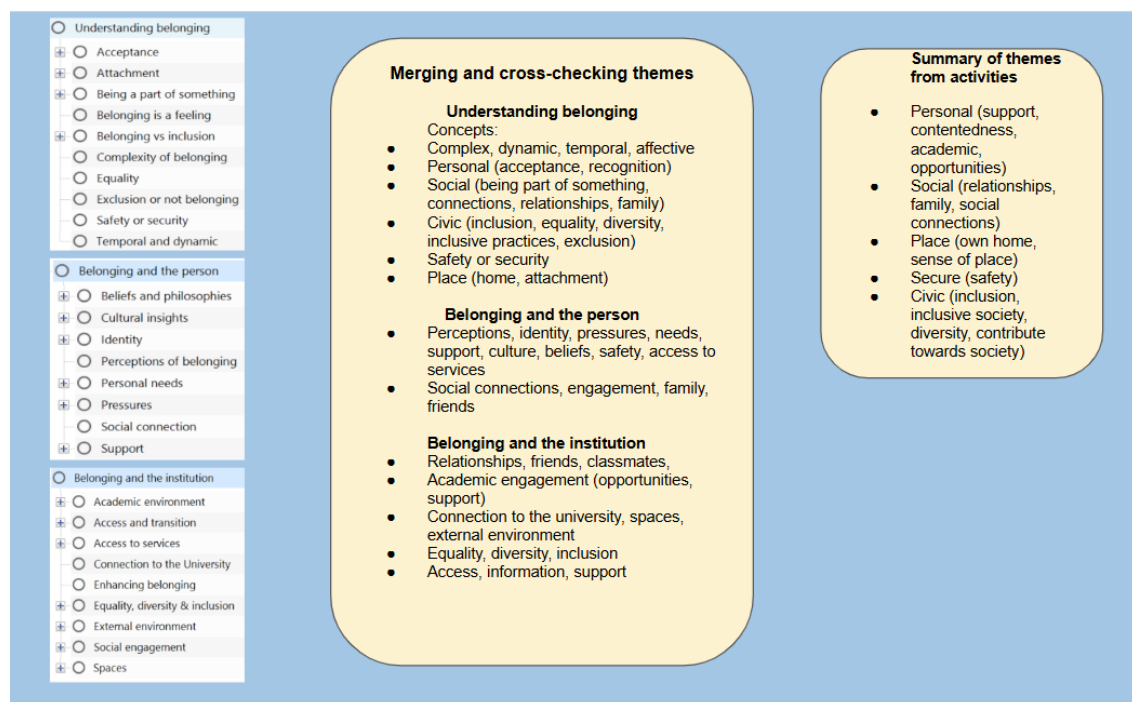 Understanding belonging
Acceptance
Attachment
Being a part of something
Belonging is a feeling
Belonging vs inclusion
Complexity of belonging
Equality
Exclusion or not belonging
Safety or security
Temporal and dynamic
Belonging and the person
Beliefs and philosophies
Cultural insights
Identity
Perceptions of belonging
Personal needs
Pressures
Social connection
Support
Belonging and the institution
Academic environment
Access and transition
Access to services
Connection to the University
Enhancing belonging
Equality, diversity & inclusion
External environment
Social engagement
Spaces
Merging and cross-checking themes
Understanding belonging
Concepts:
● Complex, dynamic, temporal, affective
● Personal (acceptance, recognition)
● Social (being part of something,
connections, relationships, family)
● Civic (inclusion, equality, diversity,
inclusive practices, exclusion)
● Safety or security
● Place (home, attachment)
Belonging and the person
● Perceptions, identity, pressures, needs,
support, culture, beliefs, safety, access to
services
● Social connections, engagement, family,
friends
Belonging and the institution
● Relationships, friends, classmates,
● Academic engagement (opportunities,
support)
● Connection to the university, spaces,
external environment
● Equality, diversity, inclusion
● Access, information, support
Summary of themes
from activities
● Personal (support,
contentedness,
academic,
opportunities)
● Social (relationships,
family, social
connections)
● Place (own home,
sense of place)
● Secure (safety)
● Civic (inclusion,
inclusive society,
diversity, contribute
towards society)